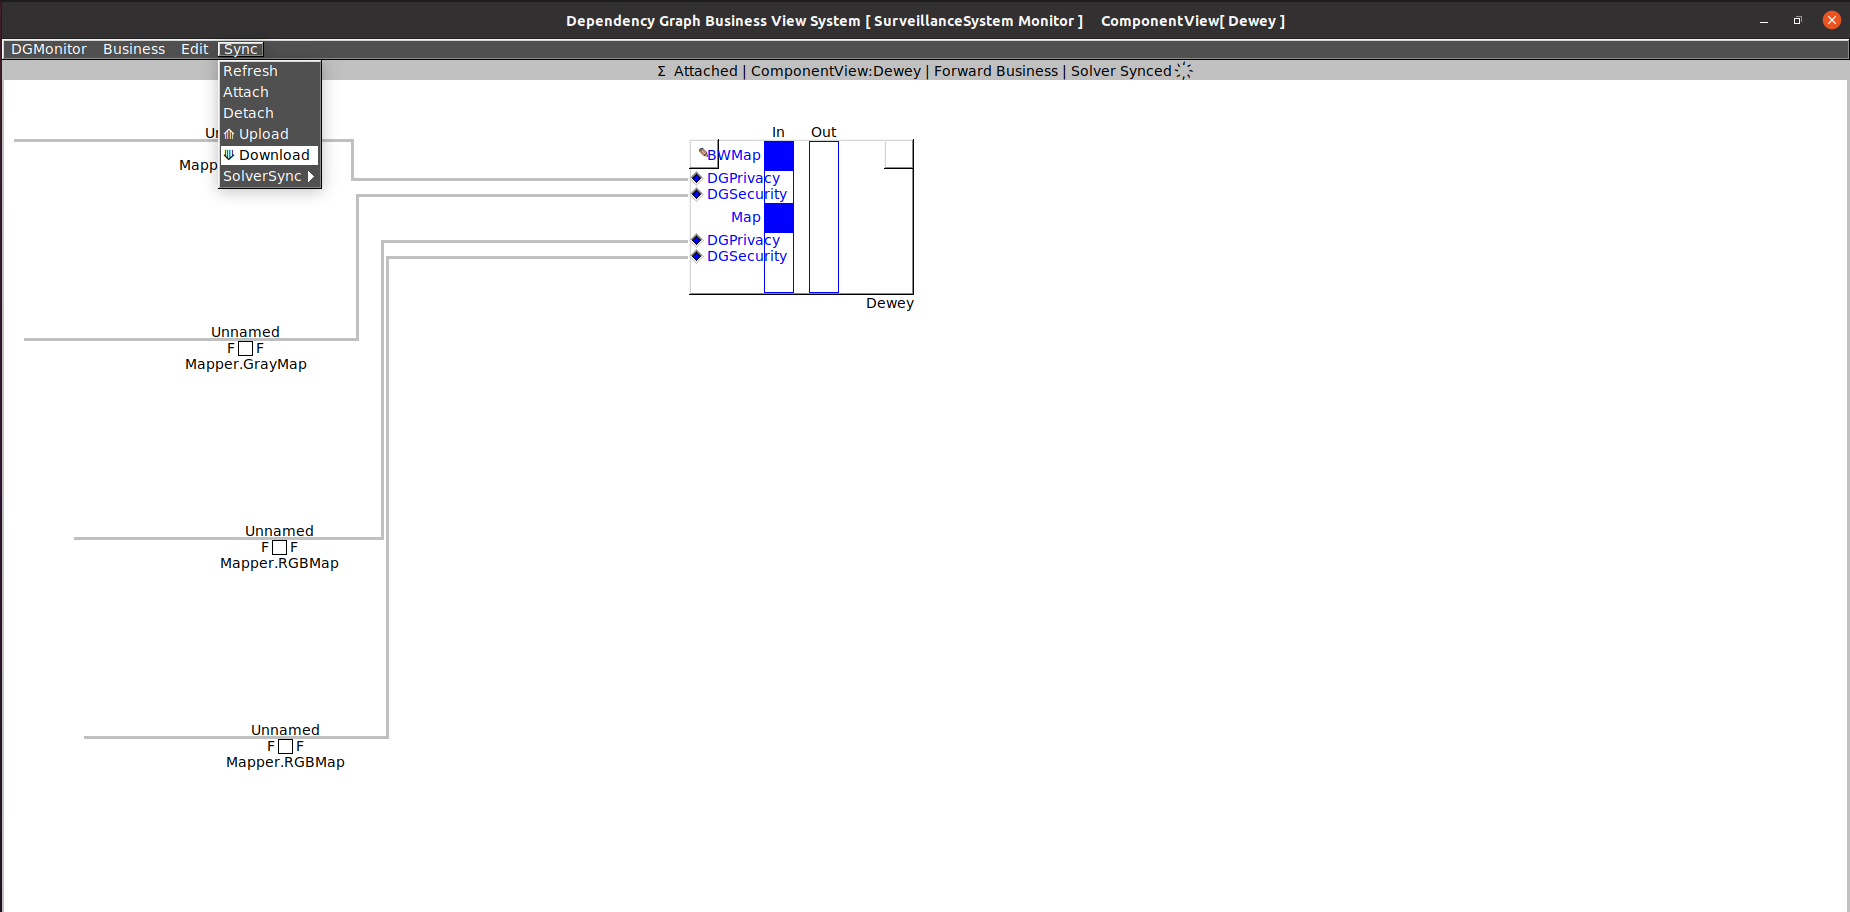 Dependency Graph Business View System [ SurveillanceSystem Monitor ] ComponentView[ Dewey ]
DGMonitor Business Edit Sync
Σ Attached | ComponentView:Dewey | Forward Business | Solver Synced
Refresh
Attach
Detach
Upload
Download
SolverSync
In Out
BWMap
DGPrivacy
DGSecurity
Map
DGPrivacy
DGSecurity
Dewey
Unnamed
F F
Mapper.GrayMap
Unnamed
F F
Mapper.RGBMap
Unnamed
F F
Mapper.RGBMap